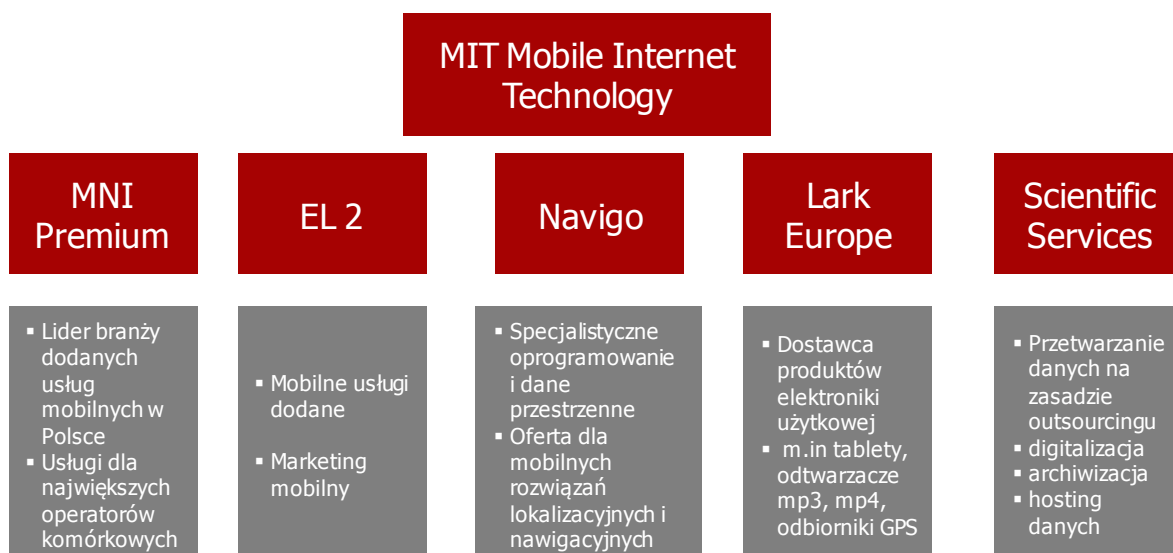 MIT Mobile Internet
Technology
MNI
Premium
EL 2
Navigo
Lark
Europe
Scientific
Services
▪ Lider branży
dodanych
usług
mobilnych w
Polsce
▪ Usługi dla
największych
operatorów
komórkowych
▪ Mobilne usługi
dodane
▪ Marketing
mobilny
▪ Specjalistyczne
oprogramowanie
i dane
przestrzenne
▪ Oferta dla
mobilnych
rozwiązań
lokalizacyjnych i
nawigacyjnych
▪ Dostawca
produktów
elektroniki
użytkowej
▪ m.in tablety,
odtwarzacze
mp3, mp4,
odbiorniki GPS
▪ Przetwarzanie
danych na
zasadzie
outsourcingu
▪ digitalizacja
▪ archiwizacja
▪ hosting
danych